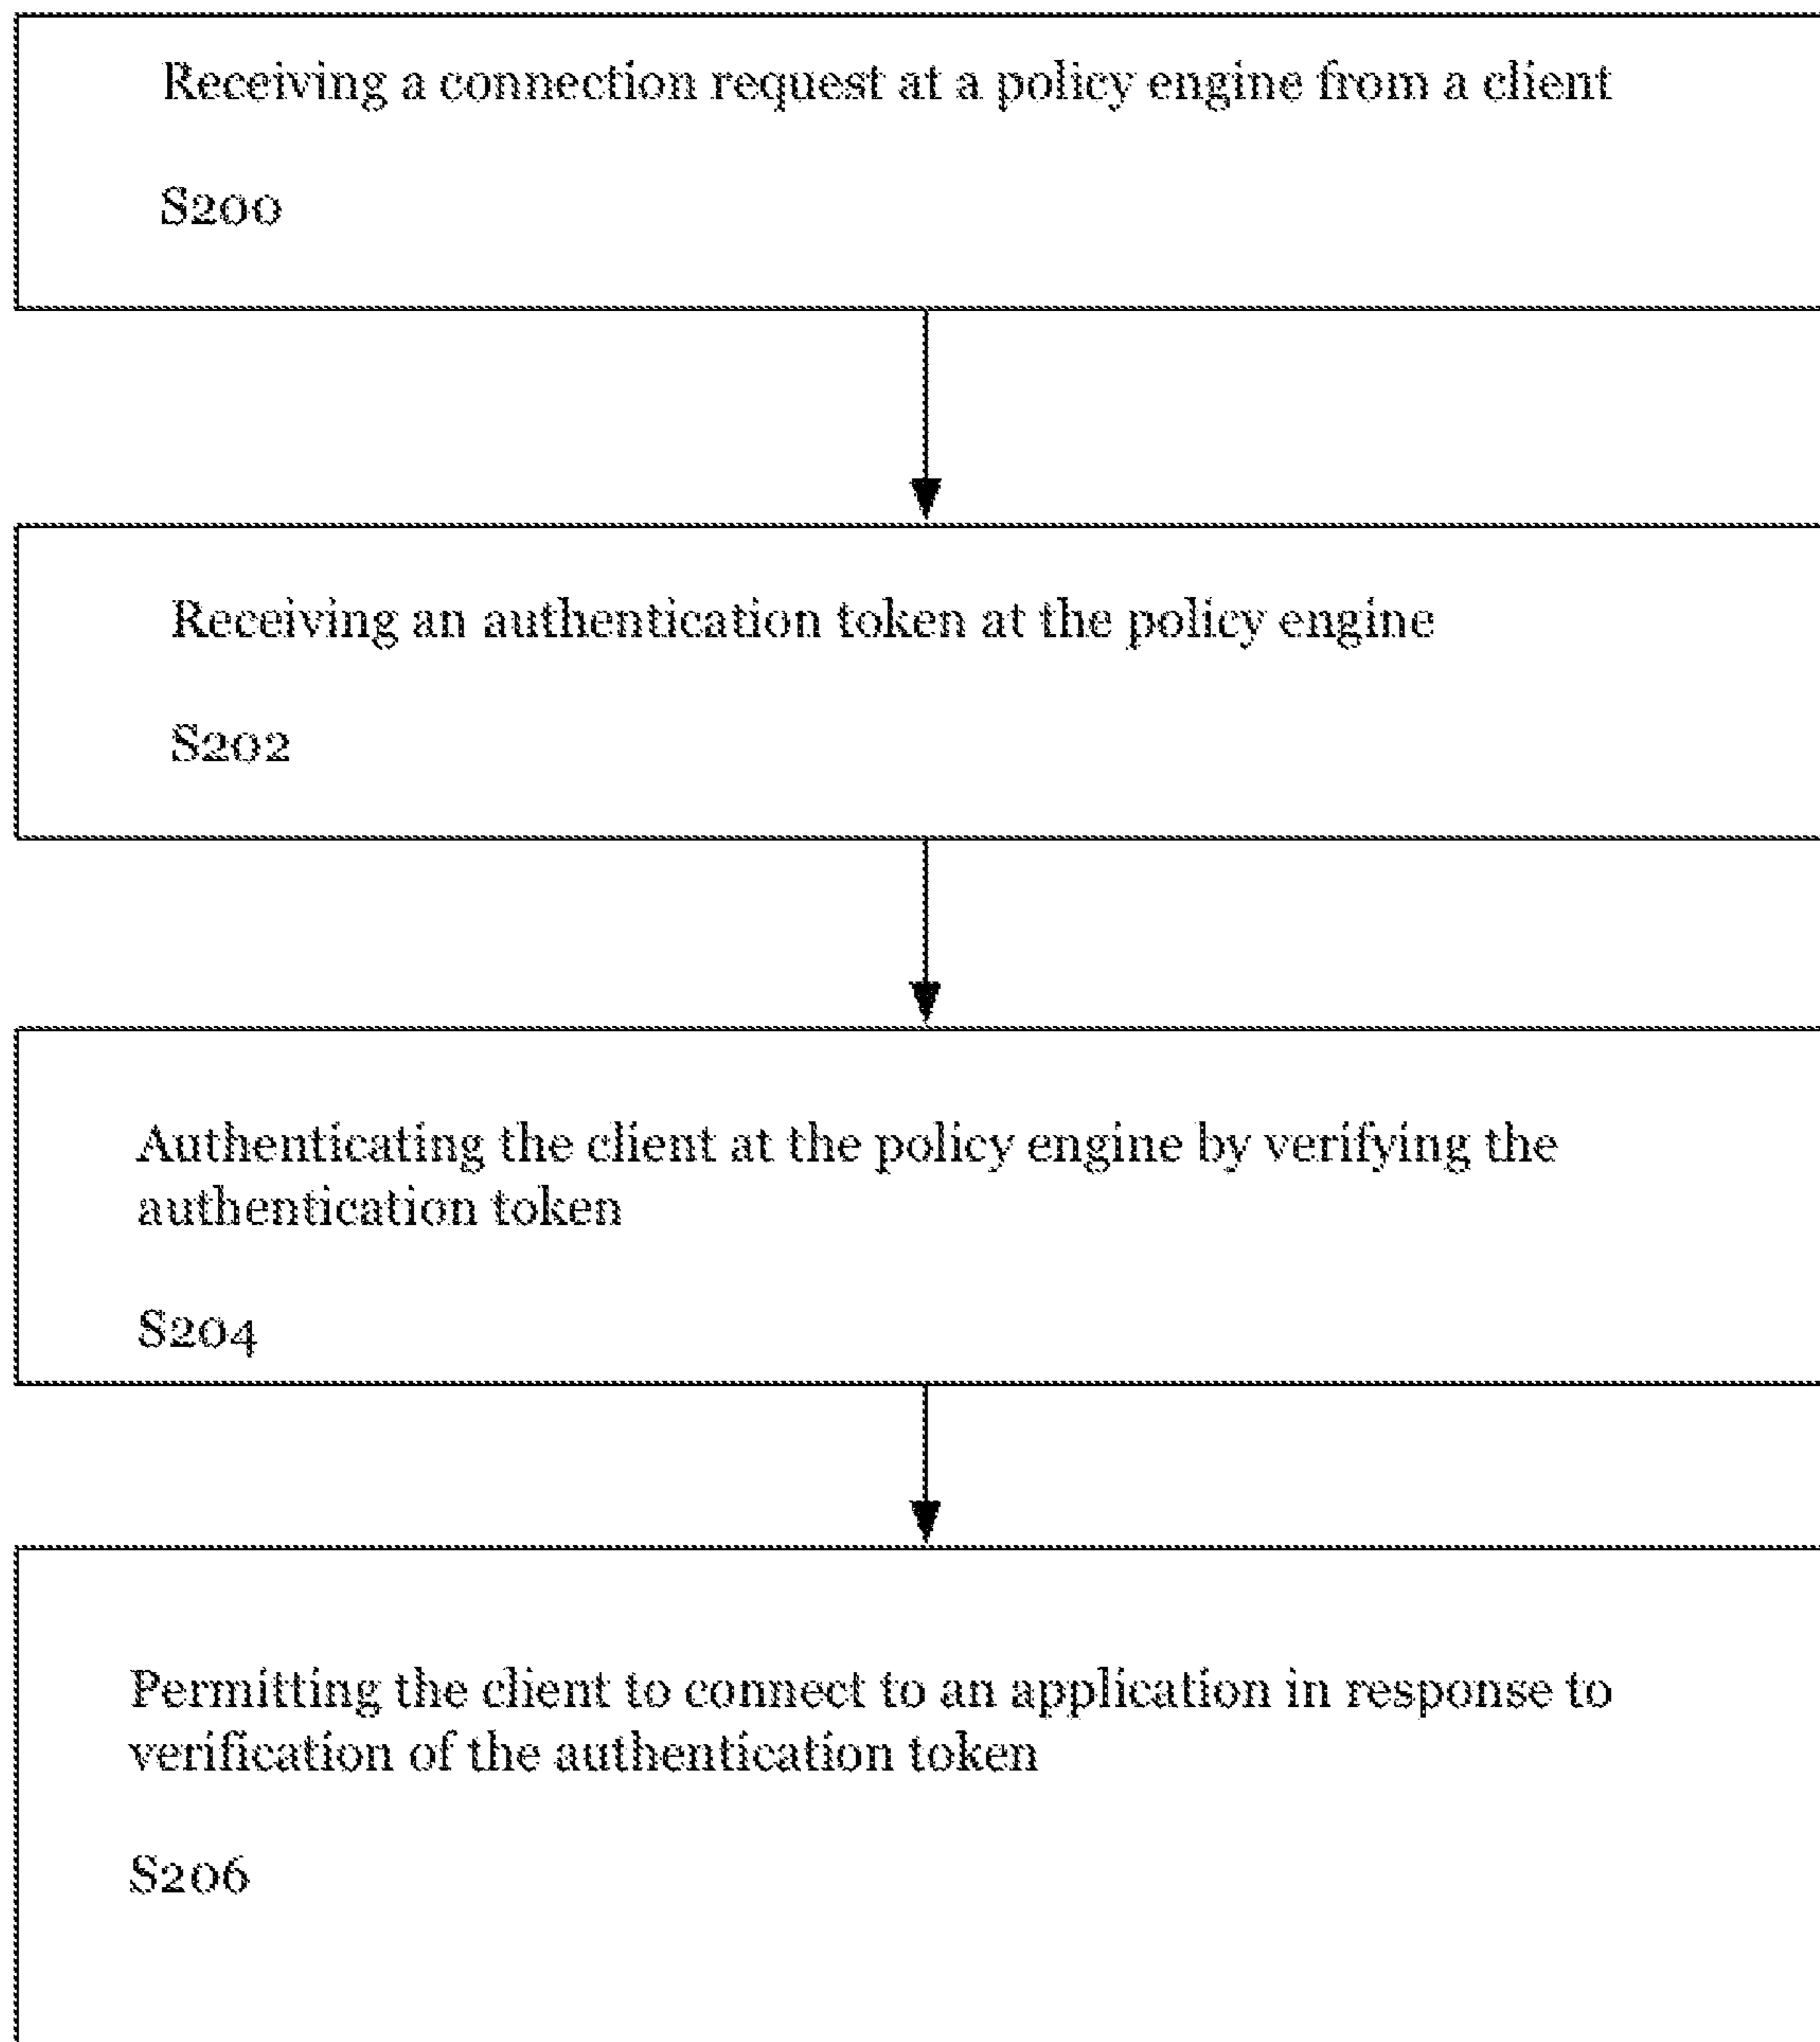 Receiving a connection request at a policy engine from a client
S200
Receiving an authentication token at the policy engine
S202
Authenticating the client at the policy engine by verifying the
authentication token
S204
Permitting the client to connect to an application in response to
verification of the authentication token
S206